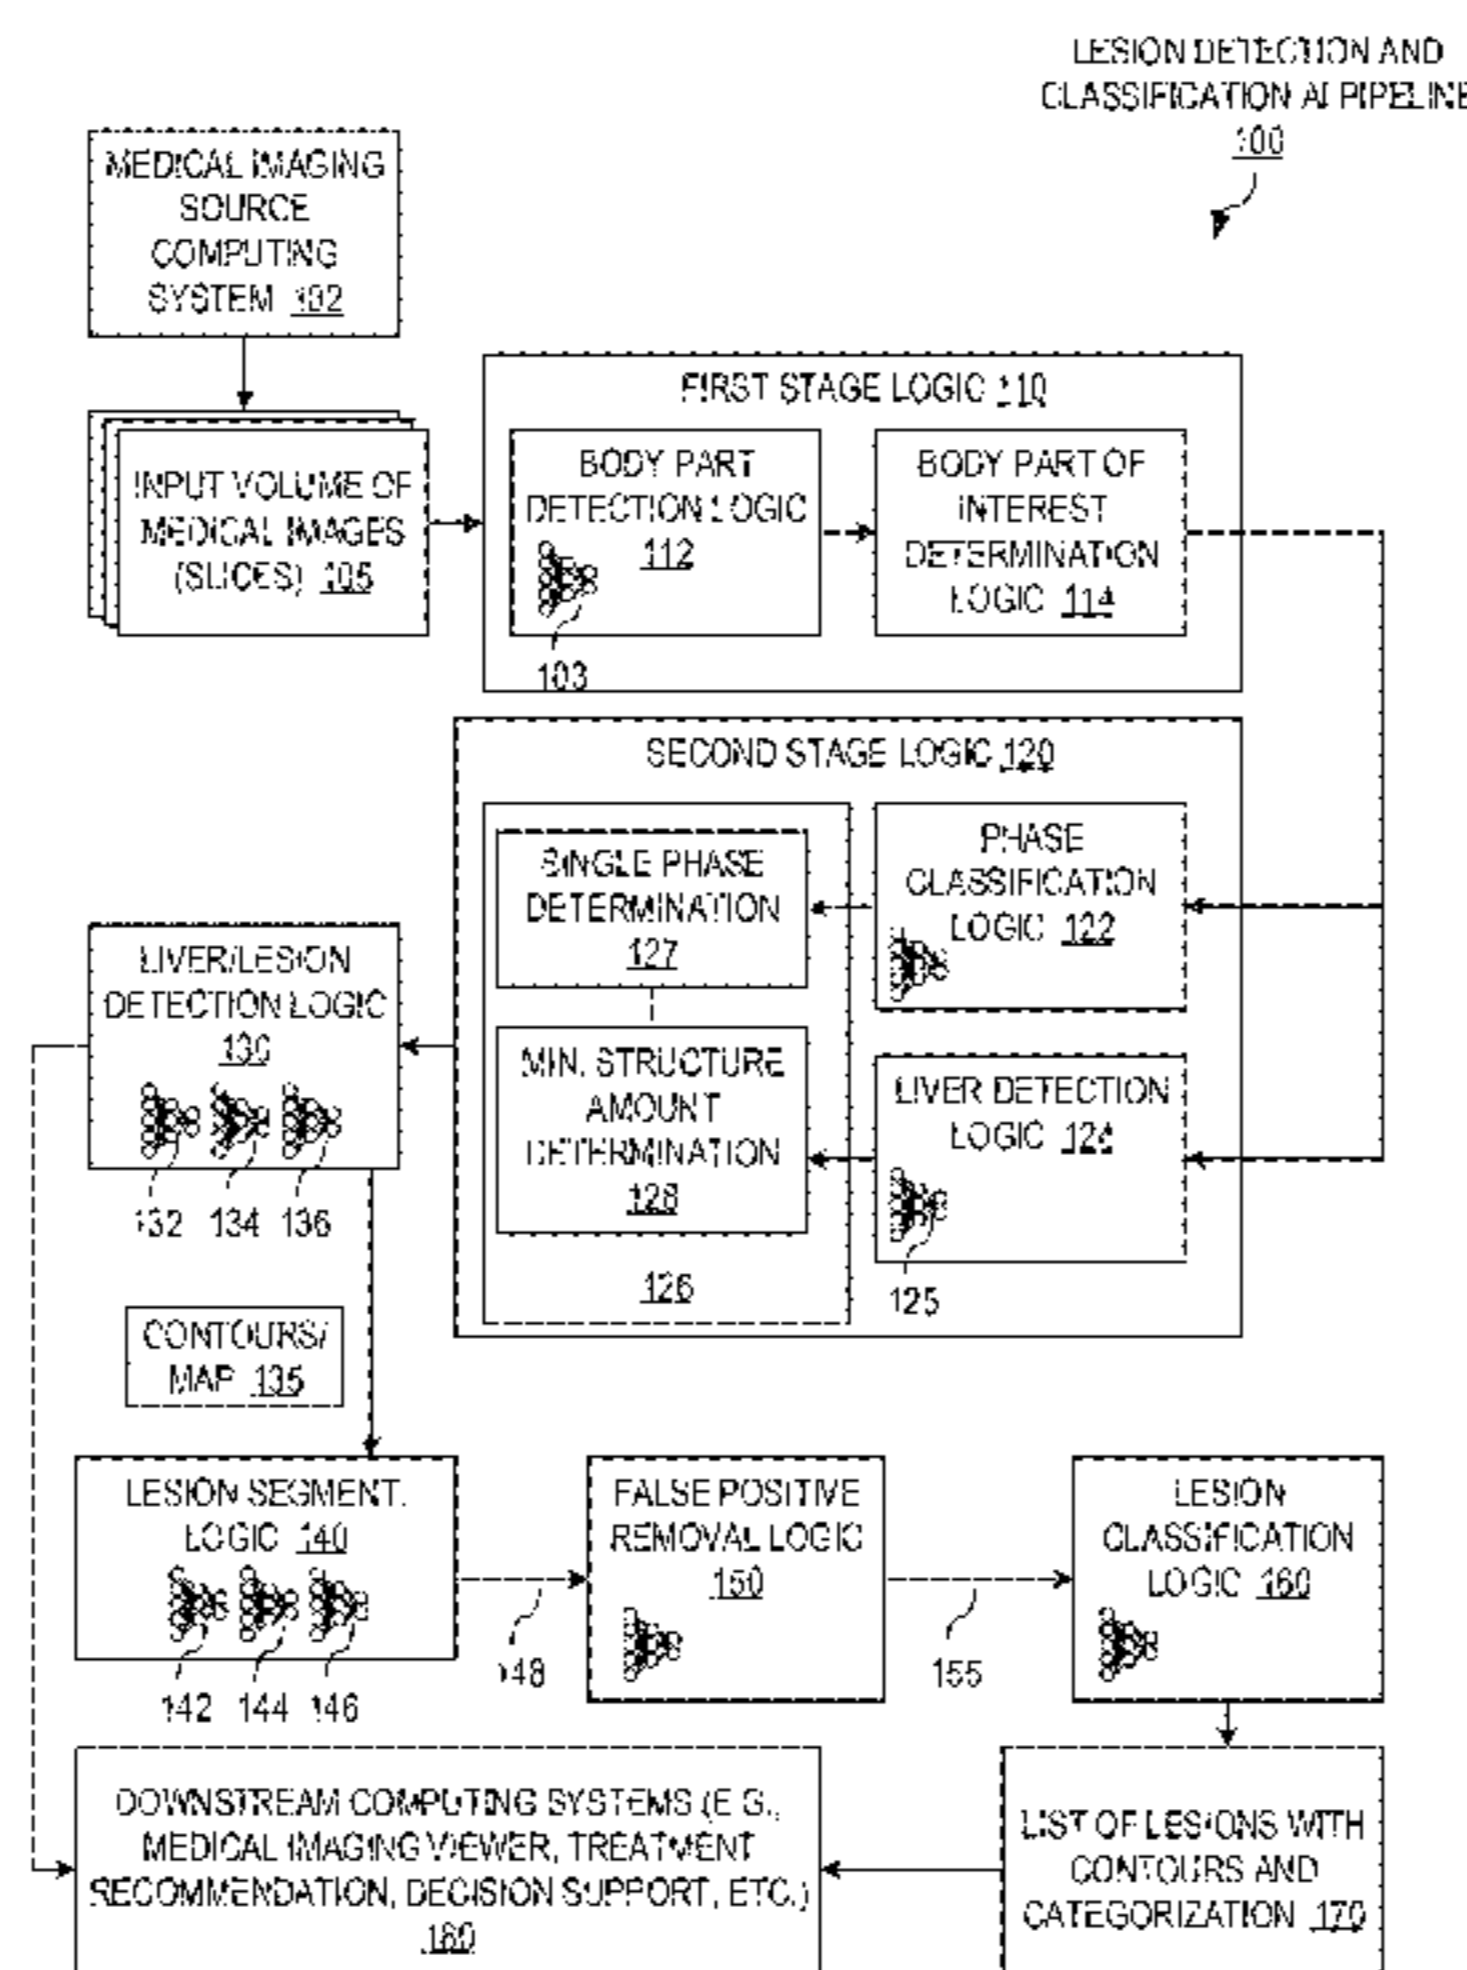 LESION DETECTION AND
CLASSIFICATION AI PIPELINE
100
MEDICAL IMAGING
SOURCE
COMPUTING
SYSTEM 102
INPUT VOLUME OF
MEDICAL IMAGES
(SLICES) 105
FIRST STAGE LOGIC 110
BODY PART
DETECTION LOGIC
112
103
BODY PART OF
INTEREST
DETERMINATION
LOGIC 114
SECOND STAGE LOGIC 120
PHASE
CLASSIFICATION
LOGIC 122
SINGLE PHASE
DETERMINATION
127
LIVER DETECTION
LOGIC 124
125
MIN. STRUCTURE
AMOUNT
DETERMINATION
128
126
LIVER/LESION
DETECTION LOGIC
130
132 134 136
CONTOURS/
MAP 135
LESION SEGMENT.
LOGIC 140
142 144 146
148
FALSE POSITIVE
REMOVAL LOGIC
150
155
LESION
CLASSIFICATION
LOGIC 160
LIST OF LESIONS WITH
CONTOURS AND
CATEGORIZATION 170
DOWNSTREAM COMPUTING SYSTEMS (E.G.,
MEDICAL IMAGING VIEWER, TREATMENT
RECOMMENDATION, DECISION SUPPORT, ETC.)
180